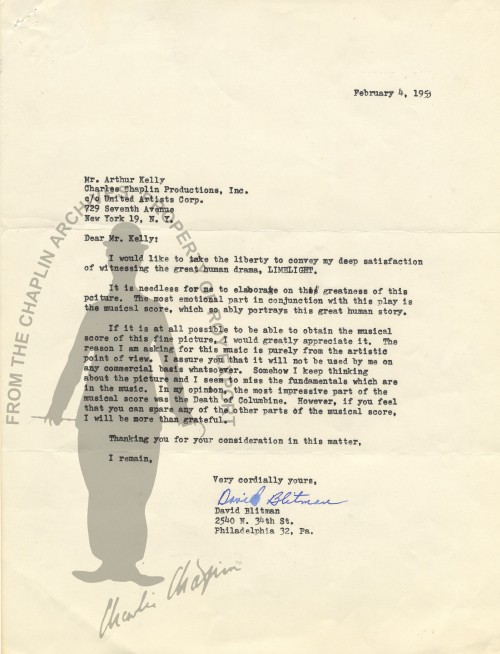 February 4, 1953
Mr. Arthur Kelly
Charles Shaplin Productions, Inc.
c/o United Artists Corp.
729 Seventh Avenue
New York 19, N. Y.
Dear Mr. Kelly:
I would like to take the liberty to convey my deep satisfaction
of witnessing the great human drama, LIMELIGHT.
It is needless for me to elaborate on the greatness of this
pciture. The most emotional part in conjunction with this play is
the musical score, which so ably portrays this great human story.
If it is at all possible to be able to obtain the musical
score of this fine picture, I would greatly appreciate it. The
reason I am asking for this music is purely from the artistic
point of view. I assure you that it will not be used by me on
any commercial basis whatsoever. Somehow I keep thinking
about the picture and I seem to miss the fundamentals which are
in the music. In my opinion, the most impressive part of the
musical score was the Death of Columbine. However, if you feel
that you can spare any of the other parts of the musical score,
I will be more than grateful.
Thanking you for your consideration in this matter,
I remain,
Very cordially yours,
David Blitman
David Blitman
2540 N. 34th St.
Philadelphia 32, Pa.
FROM THE CHAPLIN ARCHIVES
Charlie Chaplin